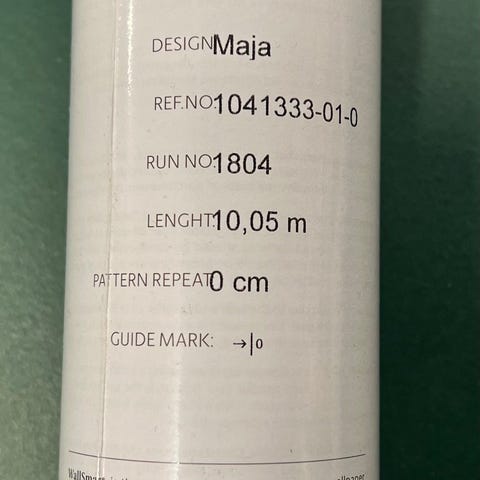 DESIGN: Maja
REF.NO: 1041333-01-0
RUN NO: 1804
LENGHT: 10,05 m
PATTERN REPEAT: 0 cm
GUIDE MARK: →|0